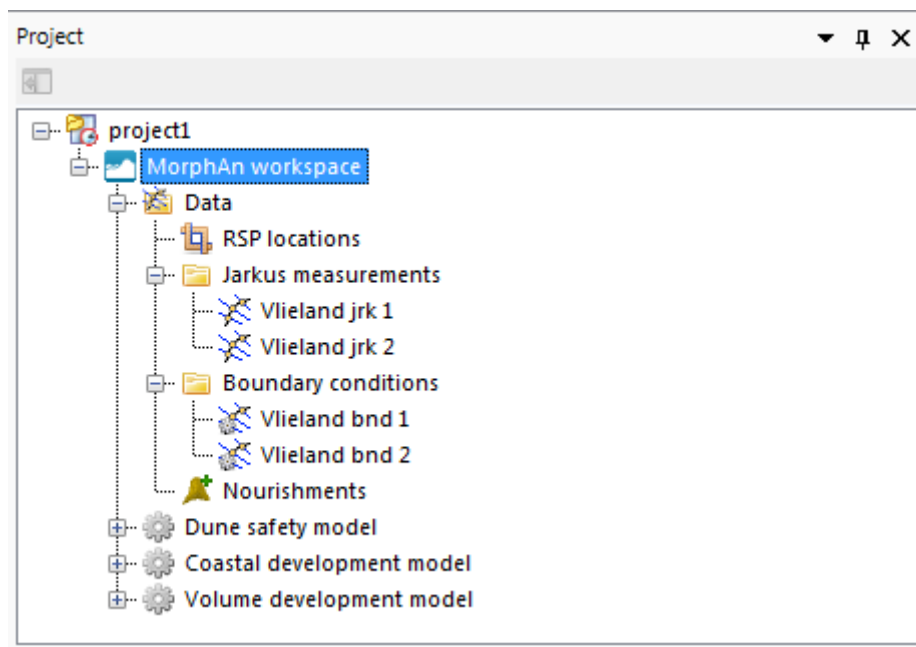 Project
project1
MorphAn workspace
Data
RSP locations
Jarkus measurements
Vlieland jrk 1
Vlieland jrk 2
Boundary conditions
Vlieland bnd 1
Vlieland bnd 2
Nourishments
Dune safety model
Coastal development model
Volume development model